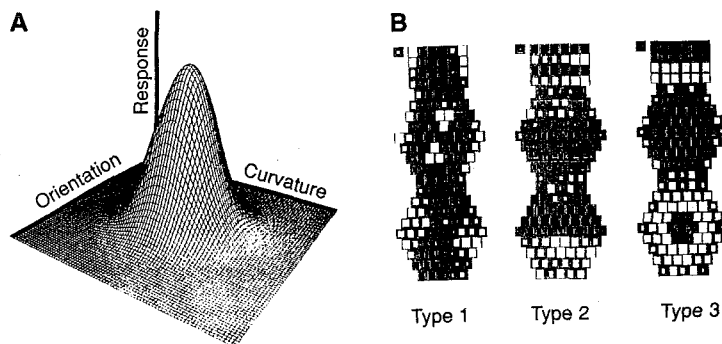 A
Response
Orientation
Curvature
B
Type 1
Type 2
Type 3